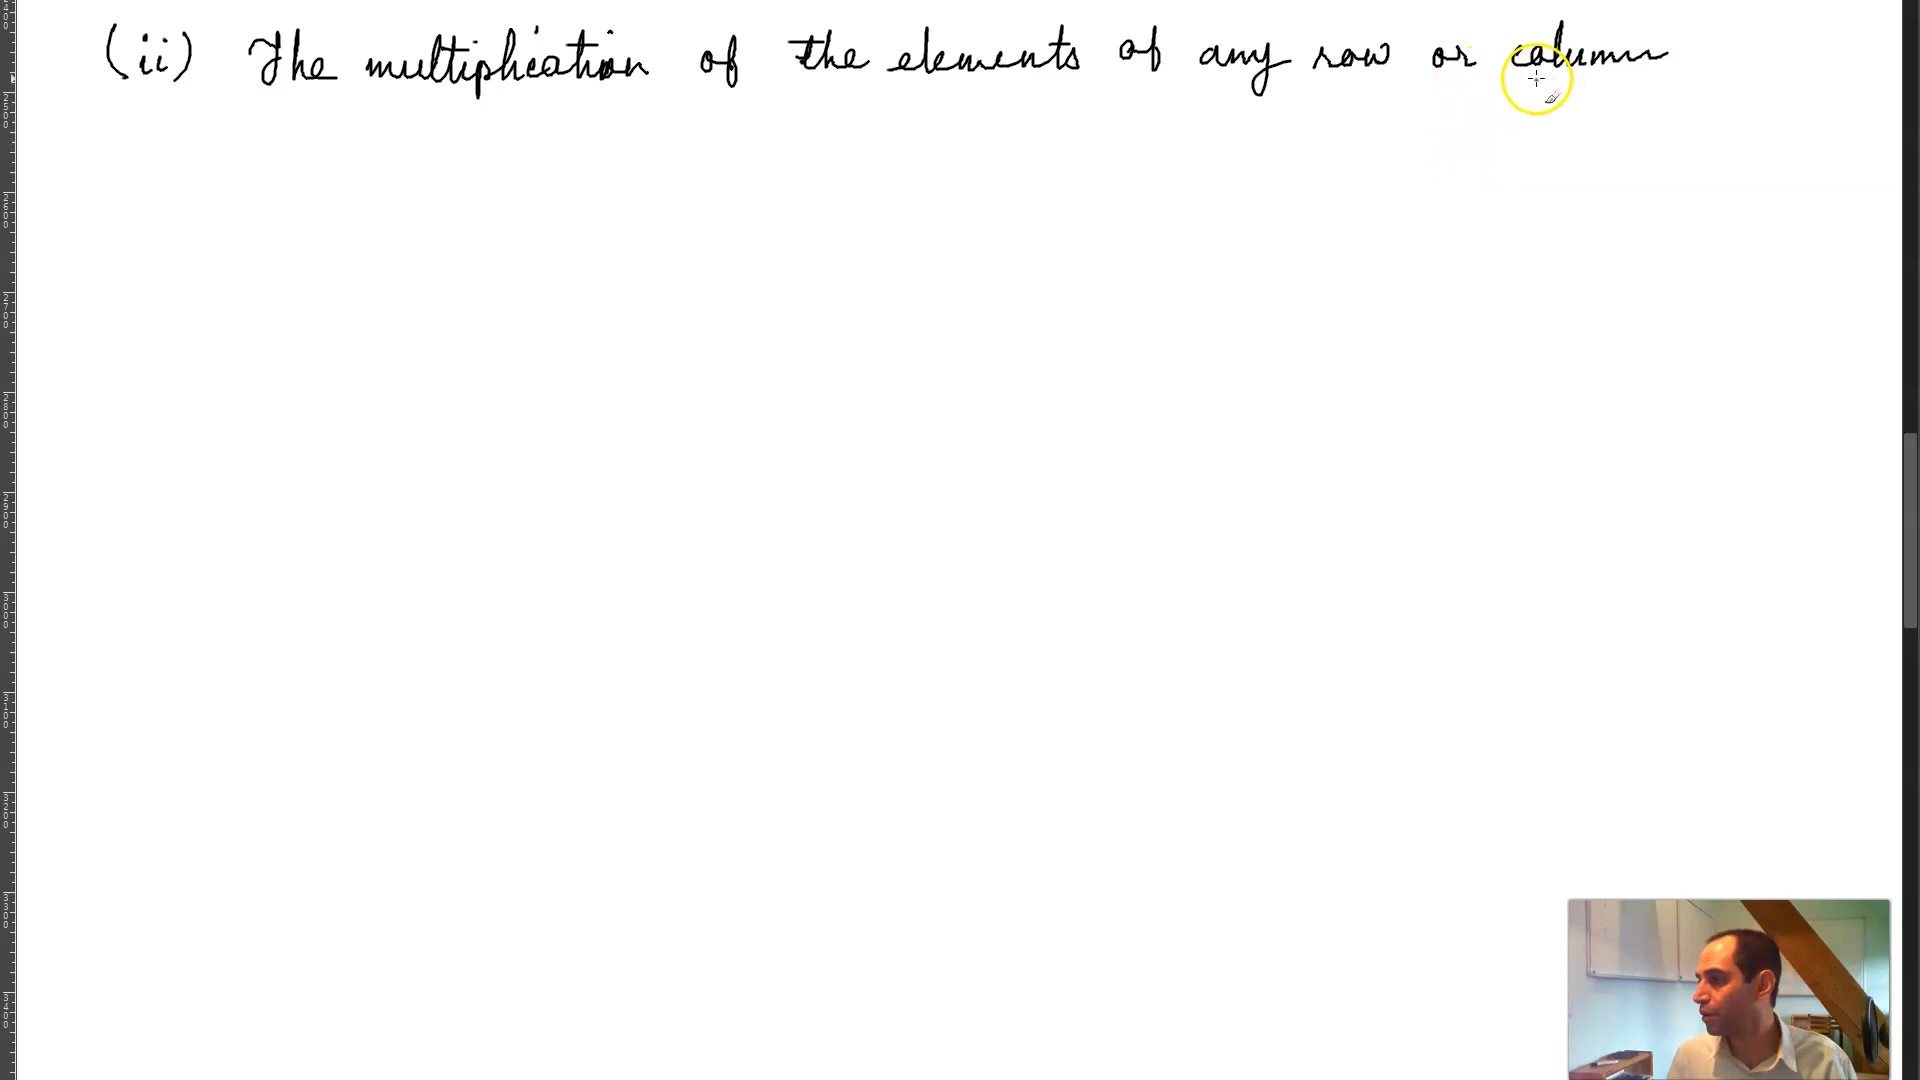 (ii) The multiplication of the elements of any row or column